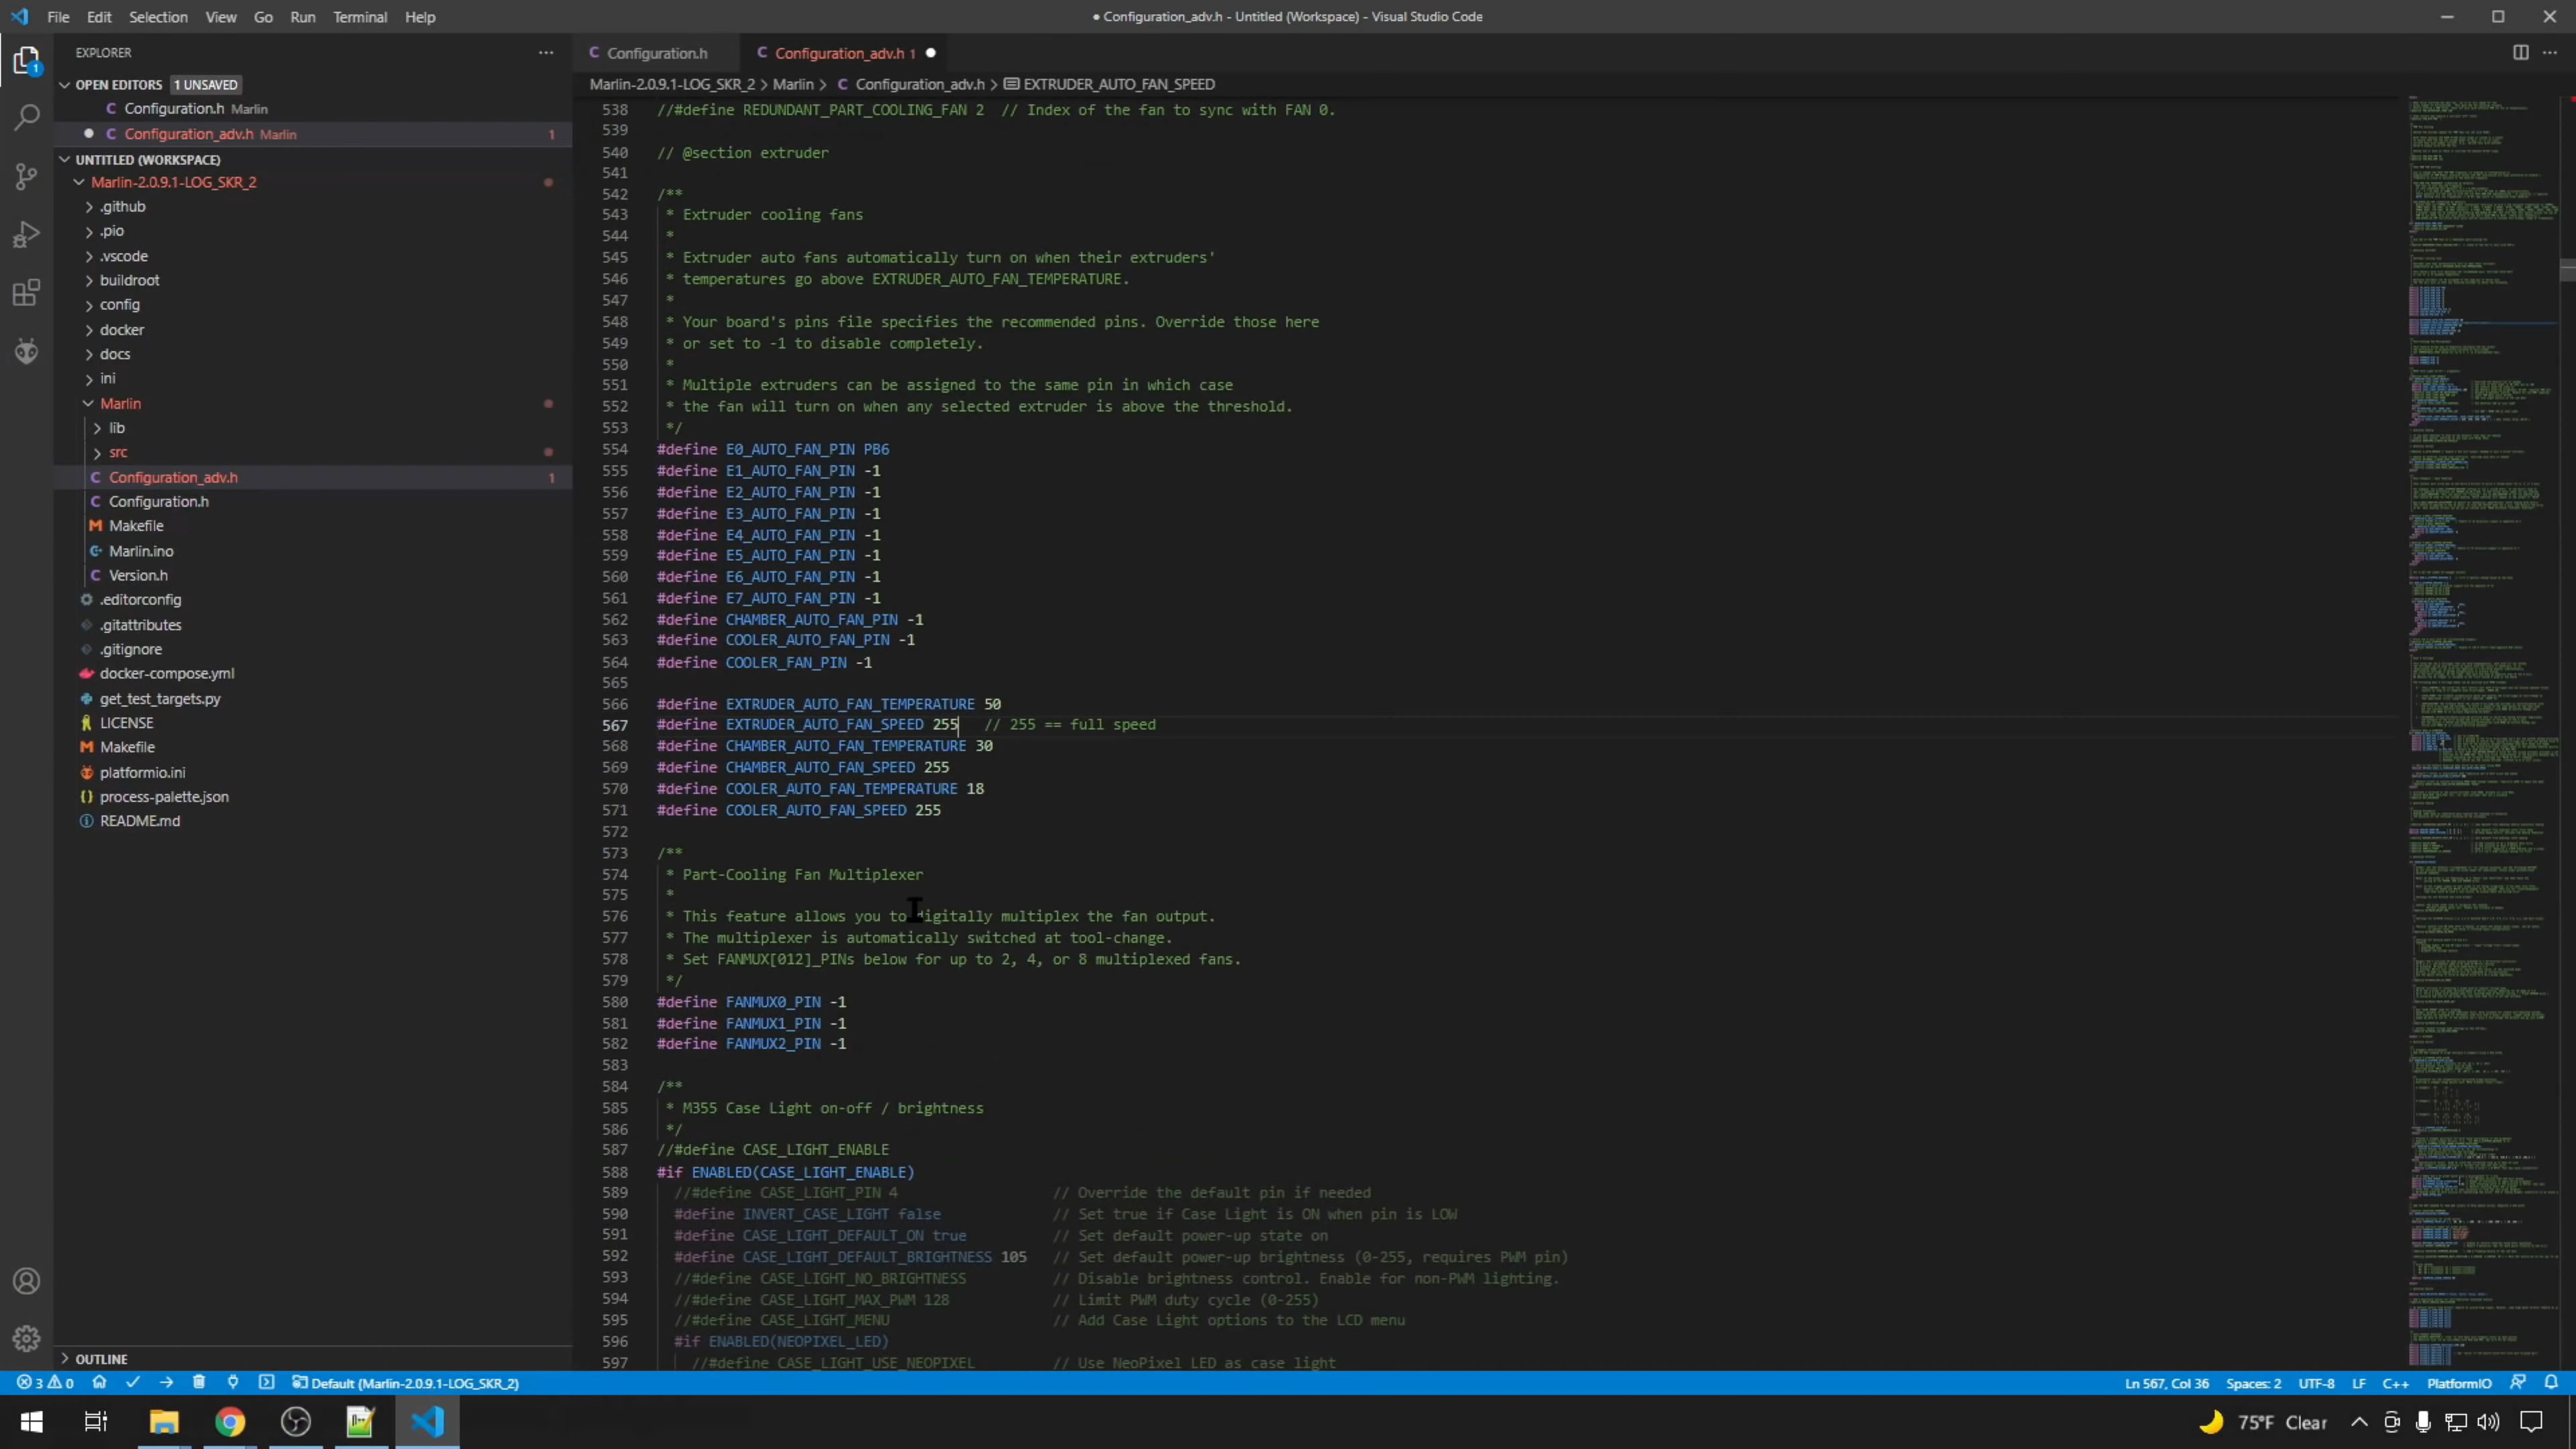 File Edit Selection View Go Run Terminal Help
● Configuration_adv.h - Untitled (Workspace) - Visual Studio Code
EXPLORER
OPEN EDITORS 1 UNSAVED
C Configuration.h Marlin
● C Configuration_adv.h Marlin 1
UNTITLED (WORKSPACE)
Marlin-2.0.9.1-LOG_SKR_2
.github
.pio
.vscode
buildroot
config
docker
docs
ini
Marlin
lib
src
C Configuration_adv.h 1
C Configuration.h
Makefile
Marlin.ino
C Version.h
.editorconfig
.gitattributes
.gitignore
docker-compose.yml
get_test_targets.py
LICENSE
Makefile
platformio.ini
{} process-palette.json
README.md
OUTLINE
1
C Configuration.h
C Configuration_adv.h 1 ●
Marlin-2.0.9.1-LOG_SKR_2 > Marlin > C Configuration_adv.h > EXTRUDER_AUTO_FAN_SPEED
538 //#define REDUNDANT_PART_COOLING_FAN 2 // Index of the fan to sync with FAN 0.
539
540 // @section extruder
541
542 /**
543 * Extruder cooling fans
544 *
545 * Extruder auto fans automatically turn on when their extruders'
546 * temperatures go above EXTRUDER_AUTO_FAN_TEMPERATURE.
547 *
548 * Your board's pins file specifies the recommended pins. Override those here
549 * or set to -1 to disable completely.
550 *
551 * Multiple extruders can be assigned to the same pin in which case
552 * the fan will turn on when any selected extruder is above the threshold.
553 */
554 #define E0_AUTO_FAN_PIN PB6
555 #define E1_AUTO_FAN_PIN -1
556 #define E2_AUTO_FAN_PIN -1
557 #define E3_AUTO_FAN_PIN -1
558 #define E4_AUTO_FAN_PIN -1
559 #define E5_AUTO_FAN_PIN -1
560 #define E6_AUTO_FAN_PIN -1
561 #define E7_AUTO_FAN_PIN -1
562 #define CHAMBER_AUTO_FAN_PIN -1
563 #define COOLER_AUTO_FAN_PIN -1
564 #define COOLER_FAN_PIN -1
565
566 #define EXTRUDER_AUTO_FAN_TEMPERATURE 50
567 #define EXTRUDER_AUTO_FAN_SPEED 255 // 255 == full speed
568 #define CHAMBER_AUTO_FAN_TEMPERATURE 30
569 #define CHAMBER_AUTO_FAN_SPEED 255
570 #define COOLER_AUTO_FAN_TEMPERATURE 18
571 #define COOLER_AUTO_FAN_SPEED 255
572
573 /**
574 * Part-Cooling Fan Multiplexer
575 *
576 * This feature allows you to digitally multiplex the fan output.
577 * The multiplexer is automatically switched at tool-change.
578 * Set FANMUX[012]_PINs below for up to 2, 4, or 8 multiplexed fans.
579 */
580 #define FANMUX0_PIN -1
581 #define FANMUX1_PIN -1
582 #define FANMUX2_PIN -1
583
584 /**
585 * M355 Case Light on-off / brightness
586 */
587 //#define CASE_LIGHT_ENABLE
588 #if ENABLED(CASE_LIGHT_ENABLE)
589 //#define CASE_LIGHT_PIN 4 // Override the default pin if needed
590 #define INVERT_CASE_LIGHT false // Set true if Case Light is ON when pin is LOW
591 #define CASE_LIGHT_DEFAULT_ON true // Set default power-up state on
592 #define CASE_LIGHT_DEFAULT_BRIGHTNESS 105 // Set default power-up brightness (0-255, requires PWM pin)
593 //#define CASE_LIGHT_NO_BRIGHTNESS // Disable brightness control. Enable for non-PWM lighting.
594 //#define CASE_LIGHT_MAX_PWM 128 // Limit PWM duty cycle (0-255)
595 //#define CASE_LIGHT_MENU // Add Case Light options to the LCD menu
596 #if ENABLED(NEOPIXEL_LED)
597 //#define CASE_LIGHT_USE_NEOPIXEL // Use NeoPixel LED as case light
3 0 Default (Marlin-2.0.9.1-LOG_SKR_2) Ln 567, Col 36 Spaces: 2 UTF-8 LF C++ PlatformIO
75°F Clear